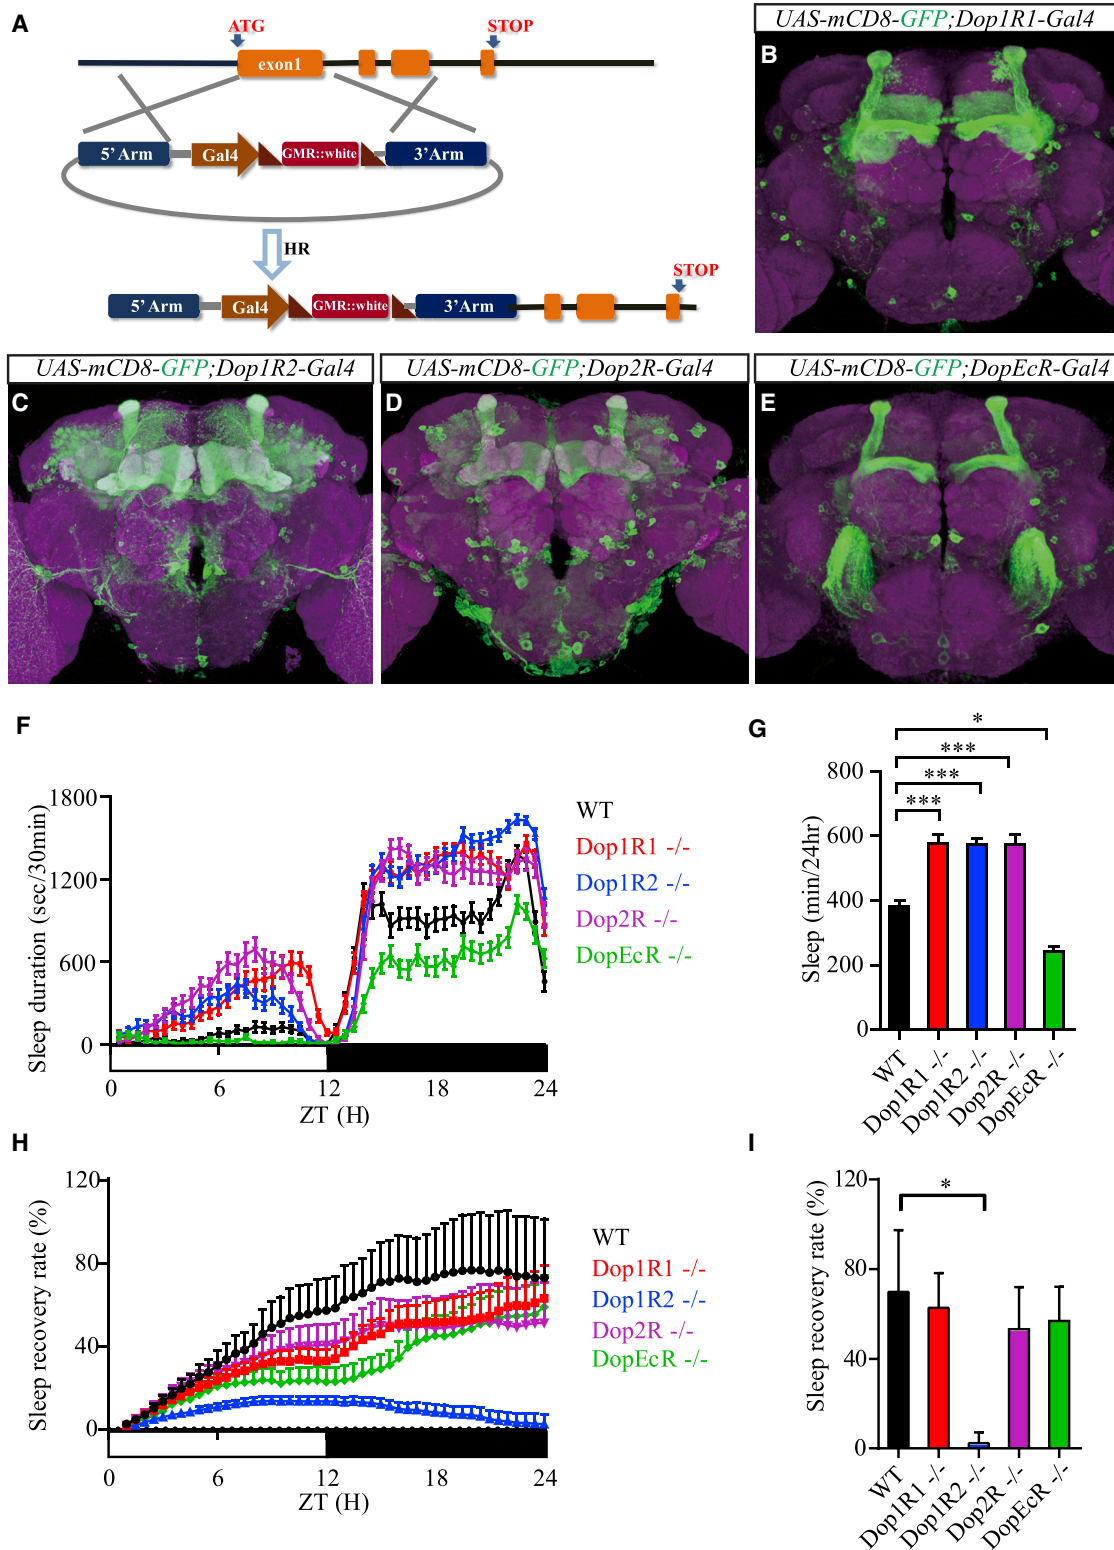 A
ATG
STOP
exon1
5' Arm
Gal4
GMR::white
3'Arm
HR
STOP
5' Arm
Gal4
GMR::white
3'Arm
UAS-mCD8-GFP;Dop1R1-Gal4
B
UAS-mCD8-GFP;Dop1R2-Gal4
C
UAS-mCD8-GFP;Dop2R-Gal4
D
UAS-mCD8-GFP;DopEcR-Gal4
E
F
Sleep duration (sec/30min)
1800
1200
600
0
0
6
12
18
24
ZT (H)
WT
Dop1R1 -/-
Dop1R2 -/-
Dop2R -/-
DopEcR -/-
G
Sleep (min/24hr)
800
600
400
200
0
*
***
***
***
WT
Dop1R1 -/-
Dop1R2 -/-
Dop2R -/-
DopEcR -/-
H
Sleep recovery rate (%)
120
80
40
0
0
6
12
18
24
ZT (H)
WT
Dop1R1 -/-
Dop1R2 -/-
Dop2R -/-
DopEcR -/-
I
Sleep recovery rate (%)
120
80
40
0
*
WT
Dop1R1 -/-
Dop1R2 -/-
Dop2R -/-
DopEcR -/-